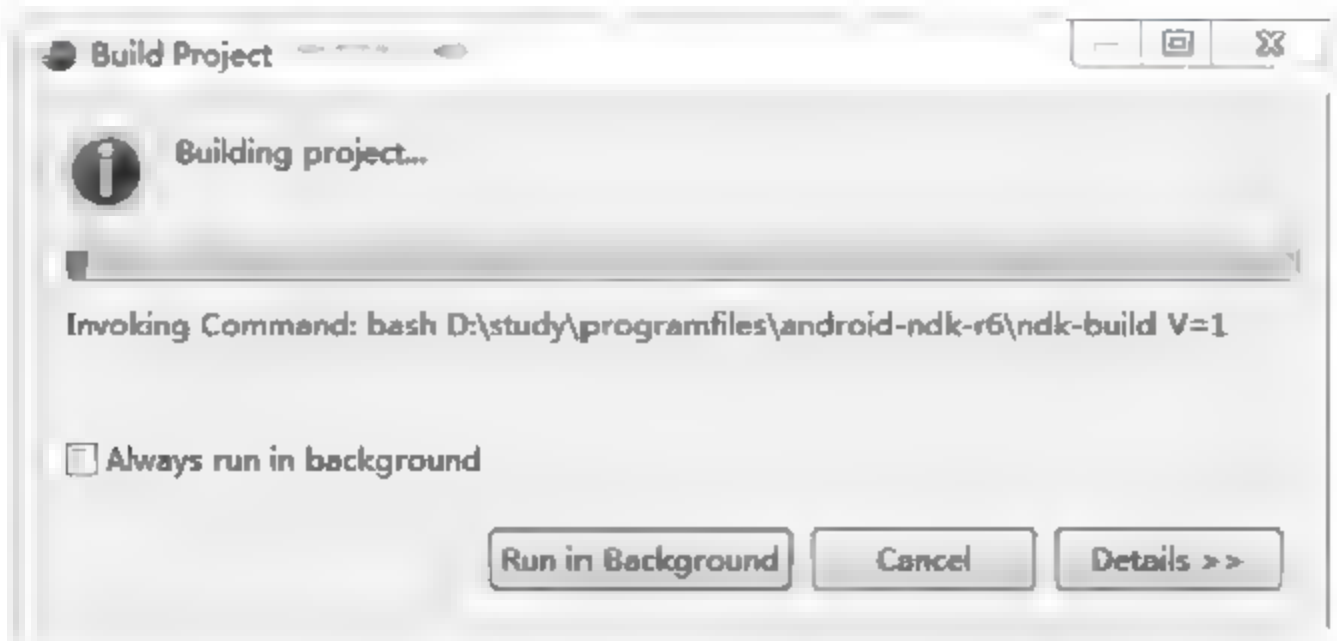 Build Project
Building project...
Invoking Command: bash D:\study\programfiles\android-ndk-r6\ndk-build V=1
Always run in background
Run in Background Cancel Details >>